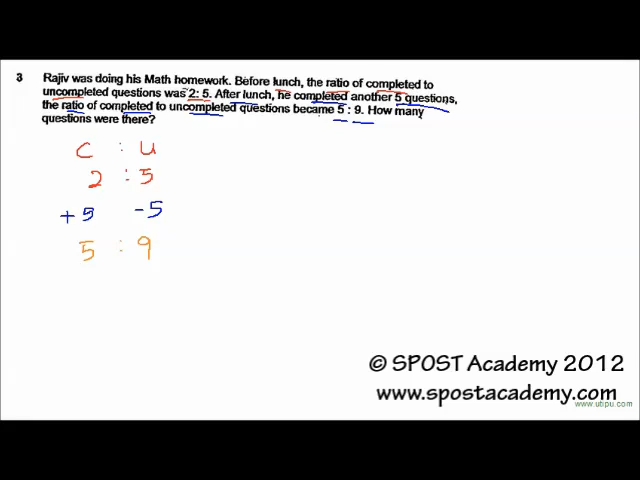 3 Rajiv was doing his Math homework. Before lunch, the ratio of completed to
uncompleted questions was 2: 5. After lunch, he completed another 5 questions,
the ratio of completed to uncompleted questions became 5 : 9. How many
questions were there?
C : U
2 : 5
+5 -5
5 : 9
© SPOST Academy 2012
www.spostacademy.com
www.utipu.com